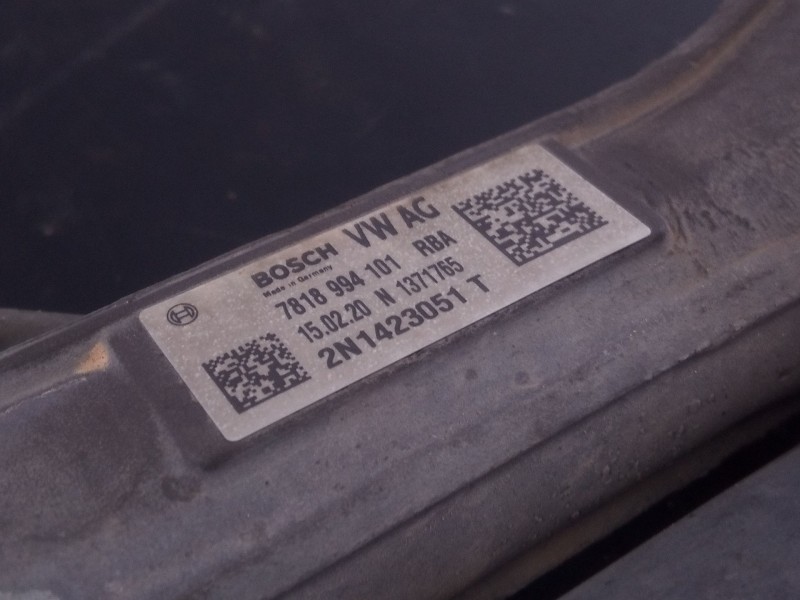 BOSCH VW AG
Made in Germany
7818 994 101 RBA
15.02.20 N 1371765
2N1423051 T